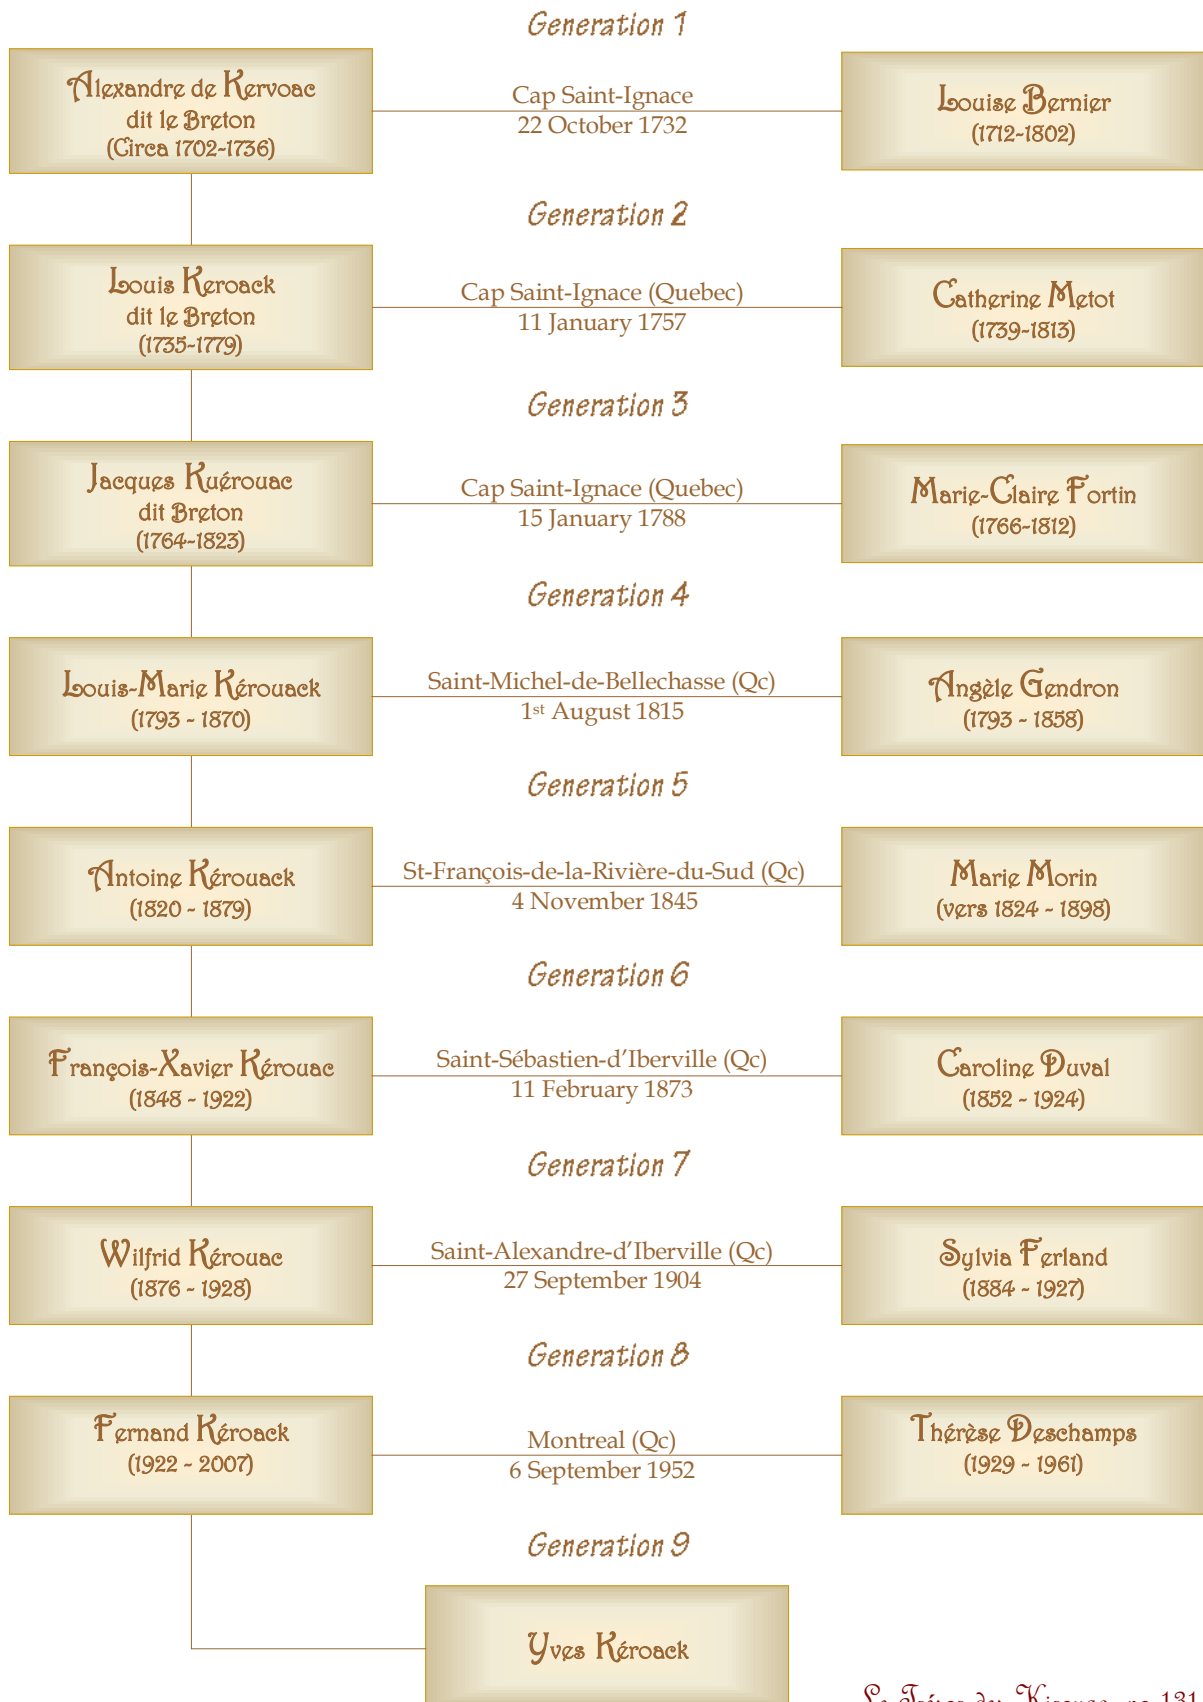 Generation 1
Alexandre de Kervoac
dit le Breton
(Circa 1702-1736)
Cap Saint-Ignace
22 October 1732
Louise Bernier
(1712-1802)
Generation 2
Louis Keroack
dit le Breton
(1735-1779)
Cap Saint-Ignace (Quebec)
11 January 1757
Catherine Metot
(1739-1813)
Generation 3
Jacques Kuérouac
dit Breton
(1764-1823)
Cap Saint-Ignace (Quebec)
15 January 1788
Marie-Claire Fortin
(1766-1812)
Generation 4
Louis-Marie Kérouack
(1793 - 1870)
Saint-Michel-de-Bellechasse (Qc)
1st August 1815
Angèle Gendron
(1793 - 1858)
Generation 5
Antoine Kérouack
(1820 - 1879)
St-François-de-la-Rivière-du-Sud (Qc)
4 November 1845
Marie Morin
(vers 1824 - 1898)
Generation 6
François-Xavier Kérouac
(1848 - 1922)
Saint-Sébastien-d'Iberville (Qc)
11 February 1873
Caroline Duval
(1852 - 1924)
Generation 7
Wilfrid Kérouac
(1876 - 1928)
Saint-Alexandre-d'Iberville (Qc)
27 September 1904
Sylvia Ferland
(1884 - 1927)
Generation 8
Fernand Kéroack
(1922 - 2007)
Montreal (Qc)
6 September 1952
Thérèse Deschamps
(1929 - 1961)
Generation 9
Yves Kéroack
Le Trésor des Kirouac, no 131